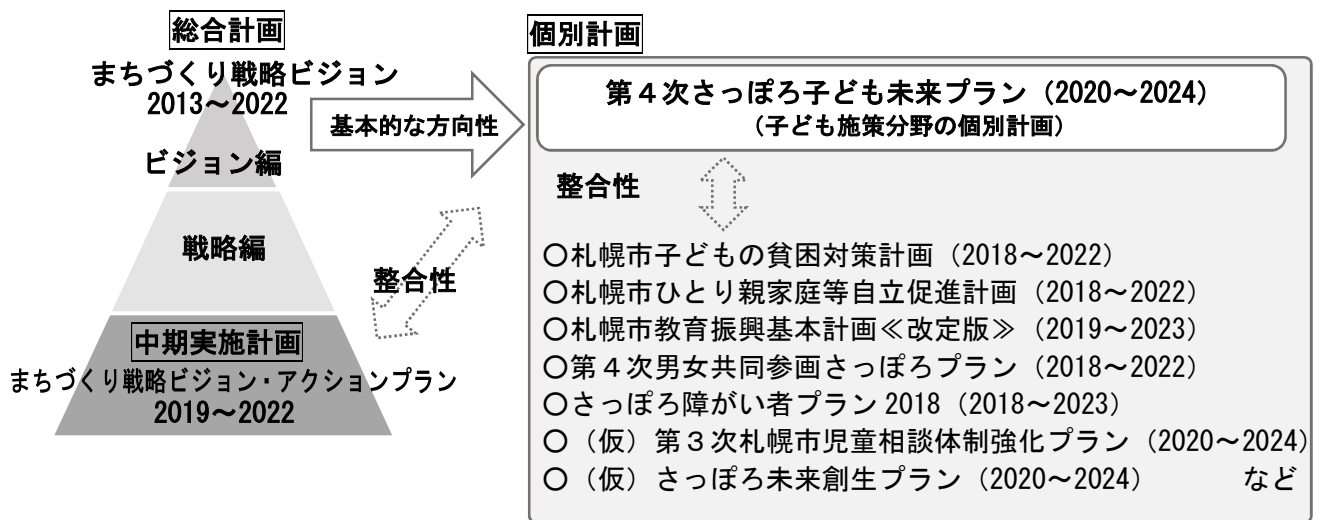 総合計画
まちづくり戦略ビジョン
2013～2022
ビジョン編
戦略編
中期実施計画
まちづくり戦略ビジョン・アクションプラン
2019～2022
基本的な方向性
整合性
個別計画
第４次さっぽろ子ども未来プラン（2020～2024）
（子ども施策分野の個別計画）
整合性
〇札幌市子どもの貧困対策計画（2018～2022）
〇札幌市ひとり親家庭等自立促進計画（2018～2022）
〇札幌市教育振興基本計画≪改定版≫（2019～2023）
〇第４次男女共同参画さっぽろプラン（2018～2022）
〇さっぽろ障がい者プラン2018（2018～2023）
〇（仮）第３次札幌市児童相談体制強化プラン（2020～2024）
〇（仮）さっぽろ未来創生プラン（2020～2024）　　　など